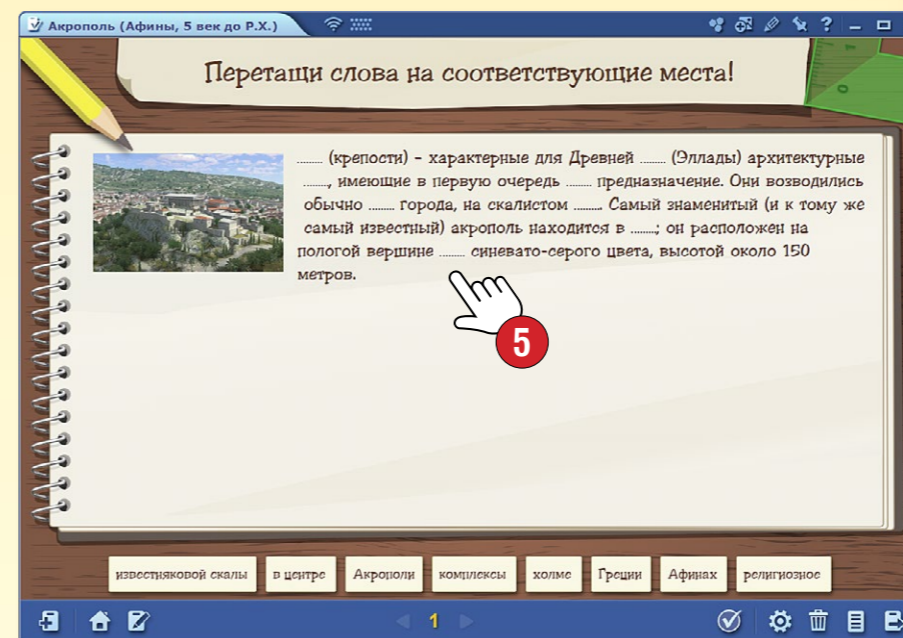 Акрополь (Афины, 5 век до Р.Х.)
?
Перетащи слова на соответствующие места!
........ (крепости) – характерные для Древней ........ (Эллады) архитектурные
........, имеющие в первую очередь ........ предназначение. Они возводились
обычно ........ города, на скалистом ........ Самый знаменитый (и к тому же
самый известный) акрополь находится в ........; он расположен на
пологой вершине ........ синевато-серого цвета, высотой около 150
метров.
5
известняковой скалы в центре Акрополи комплексы холме Греции Афинах религиозное
1